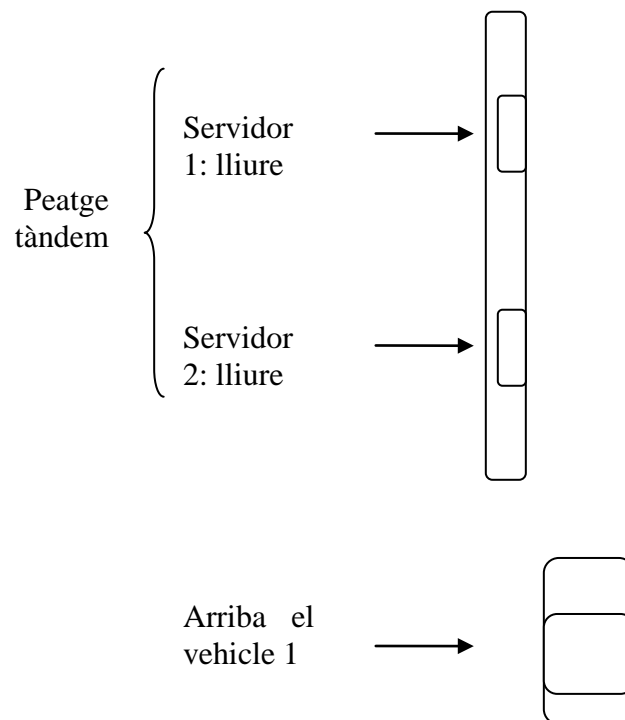 Servidor
1: lliure
Peatge
tàndem
Servidor
2: lliure
Arriba el
vehicle 1